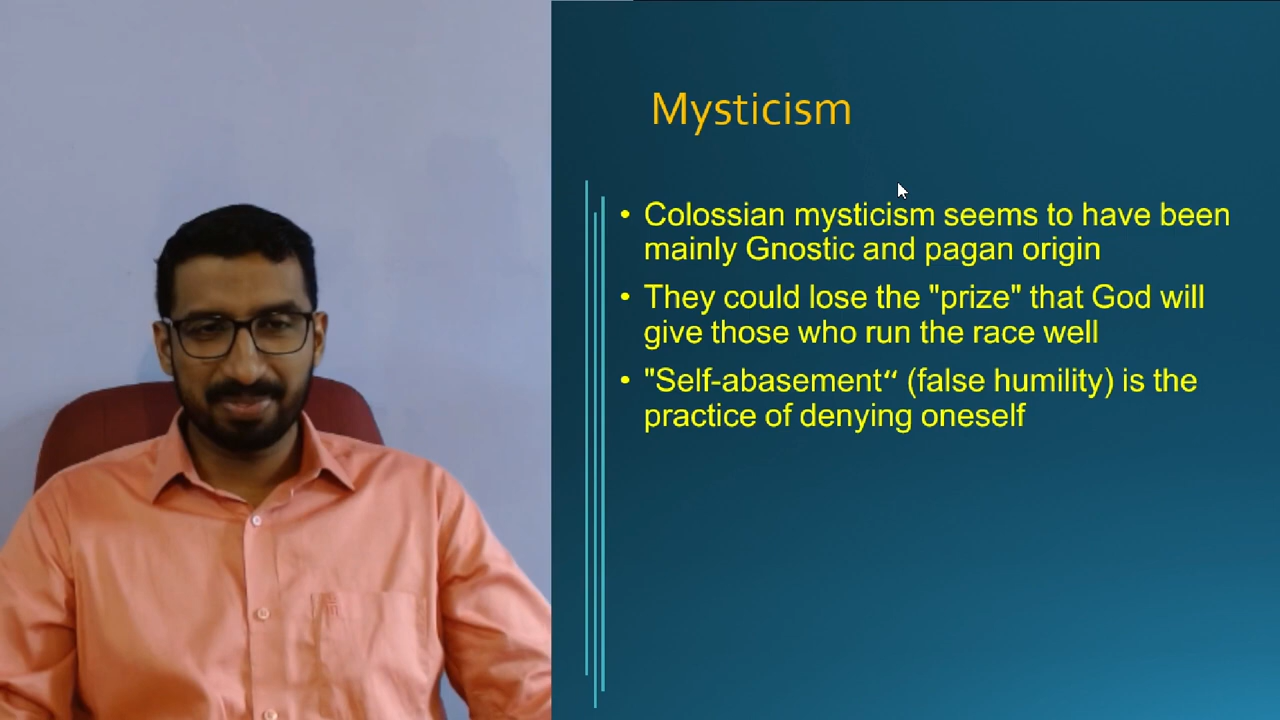 Mysticism
• Colossian mysticism seems to have been
mainly Gnostic and pagan origin
• They could lose the "prize" that God will
give those who run the race well
• "Self-abasement“ (false humility) is the
practice of denying oneself